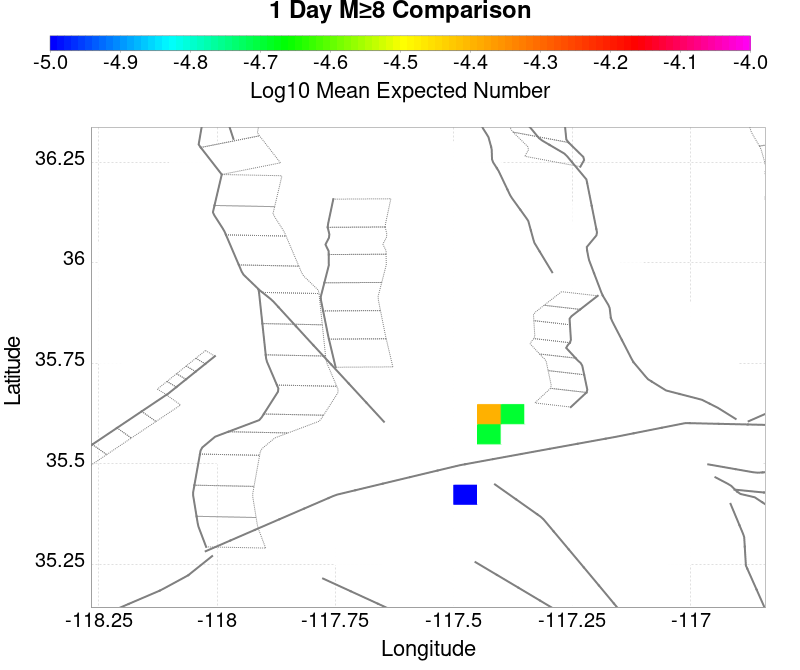 1 Day M≥8 Comparison
-5.0 -4.9 -4.8 -4.7 -4.6 -4.5 -4.4 -4.3 -4.2 -4.1 -4.0
Log10 Mean Expected Number
36.25
36
35.75
35.5
35.25
Latitude
-118.25 -118 -117.75 -117.5 -117.25 -117
Longitude